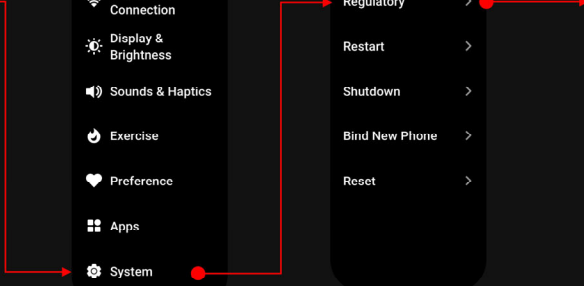 Connection
Display &
Brightness
Sounds & Haptics
Exercise
Preference
Apps
System
Regulatory
Restart
Shutdown
Bind New Phone
Reset